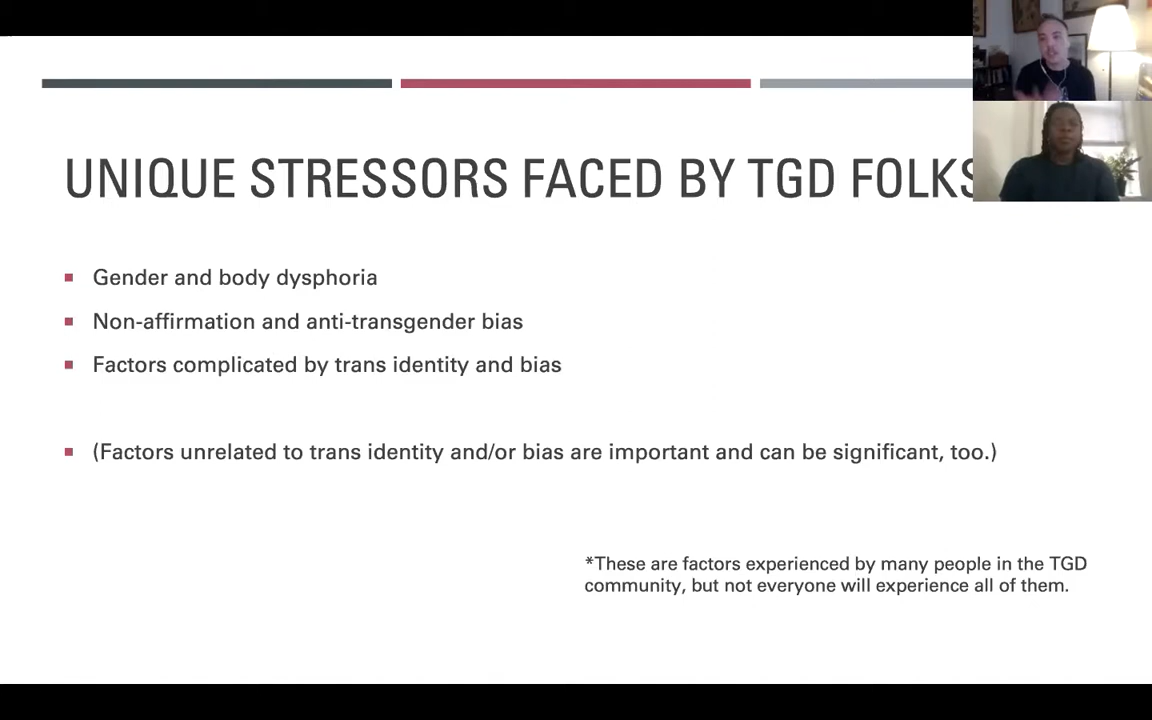 UNIQUE STRESSORS FACED BY TGD FOLKS
Gender and body dysphoria
Non-affirmation and anti-transgender bias
Factors complicated by trans identity and bias
(Factors unrelated to trans identity and/or bias are important and can be significant, too.)
*These are factors experienced by many people in the TGD
community, but not everyone will experience all of them.